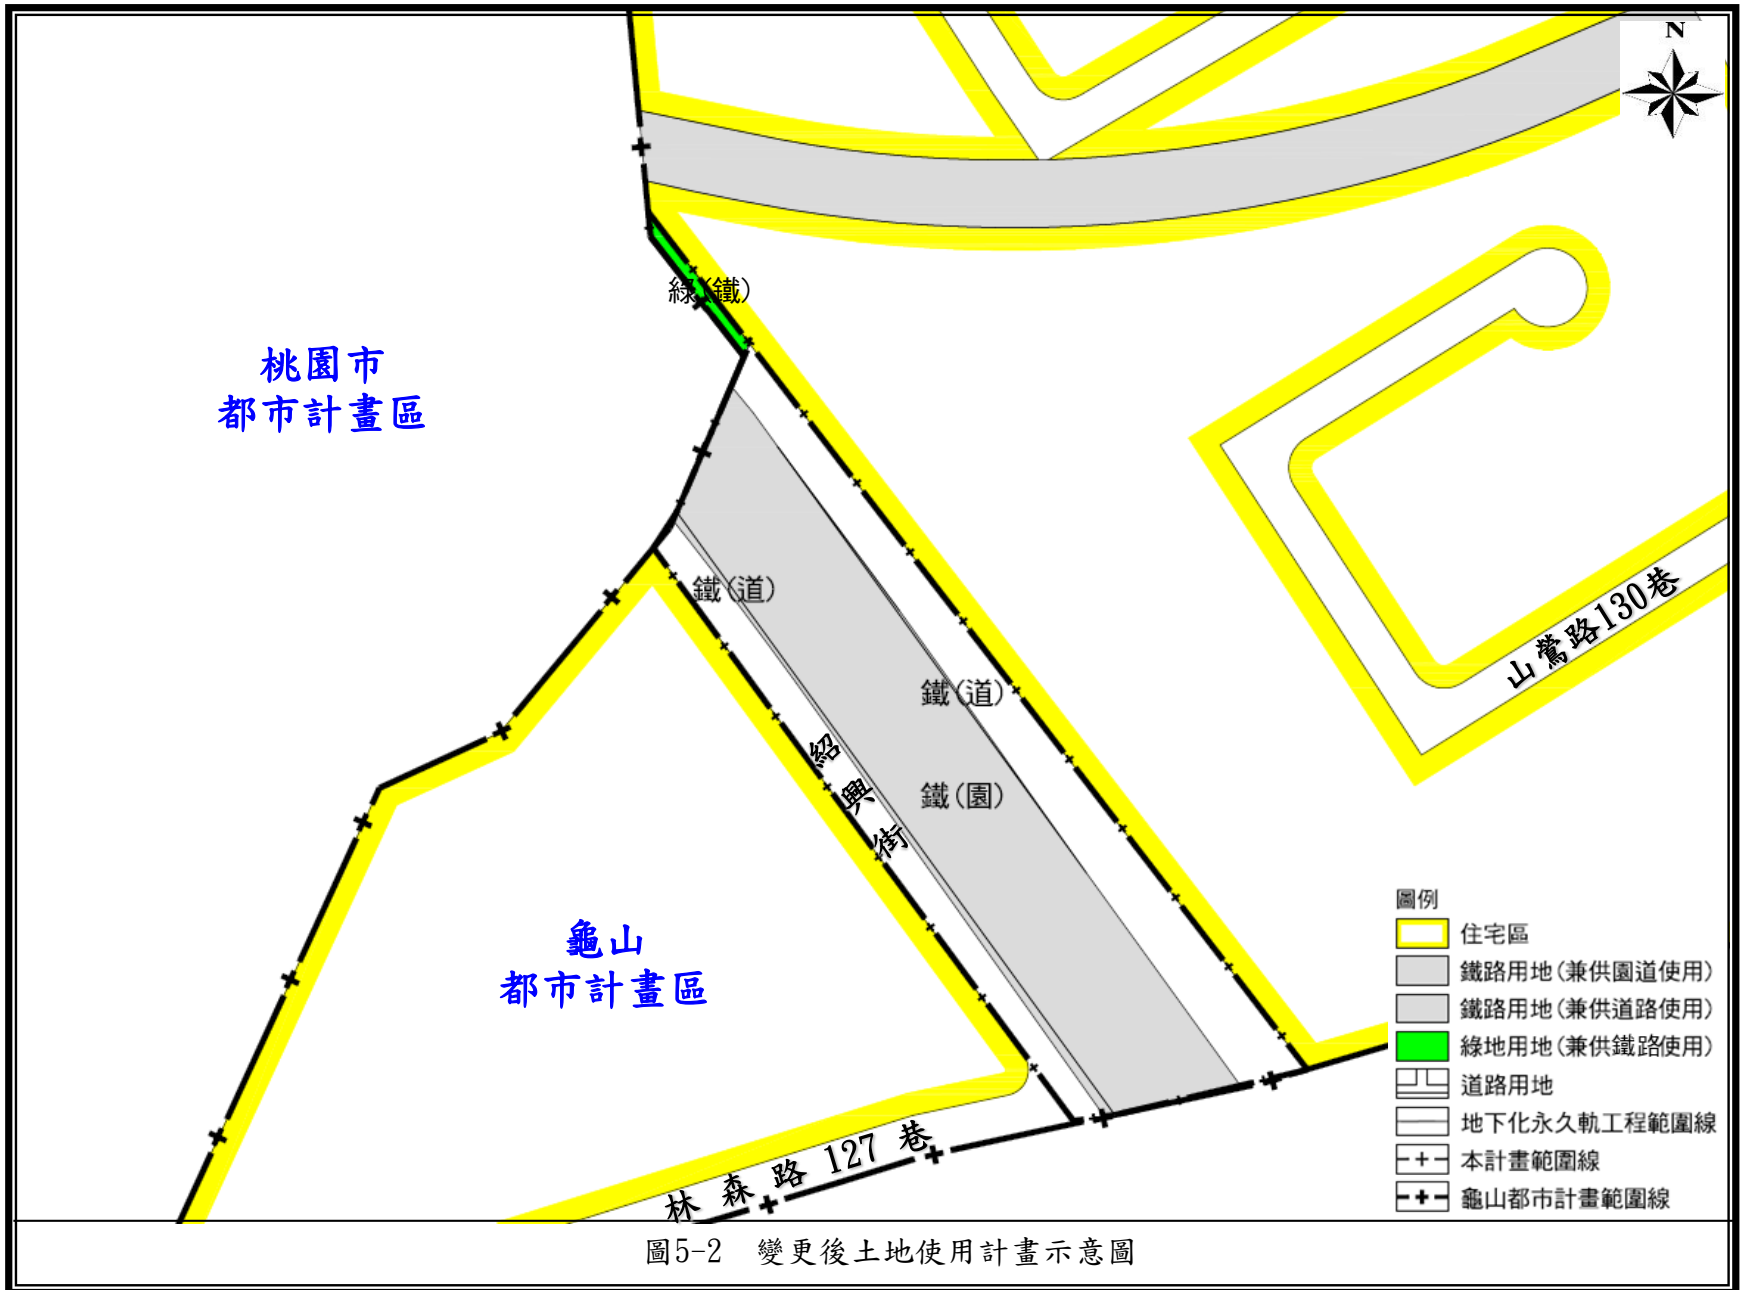 N
綠(鐵)
桃園市
都市計畫區
鐵(道)
山鶯路130巷
鐵(道)
紹興街
鐵(園)
龜山
都市計畫區
圖例
住宅區
鐵路用地(兼供園道使用)
鐵路用地(兼供道路使用)
綠地用地(兼供鐵路使用)
道路用地
地下化永久軌工程範圍線
本計畫範圍線
龜山都市計畫範圍線
林森路 127 巷
圖5-2 變更後土地使用計畫示意圖